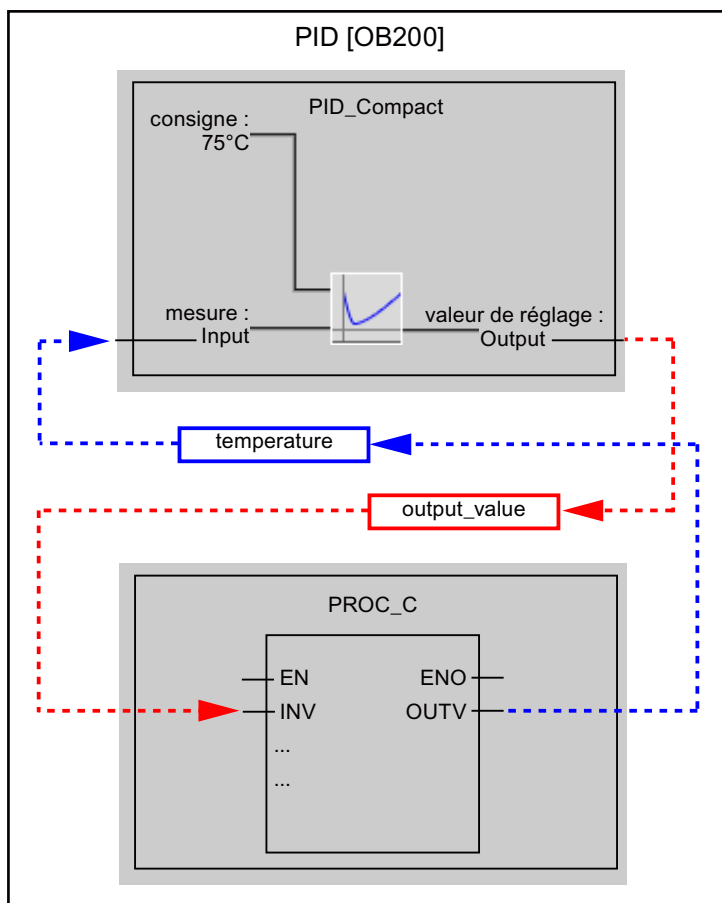 PID [OB200]
PID_Compact
consigne :
75°C
mesure :
Input
valeur de réglage :
Output
temperature
output_value
PROC_C
EN
ENO
INV
OUTV
...
...